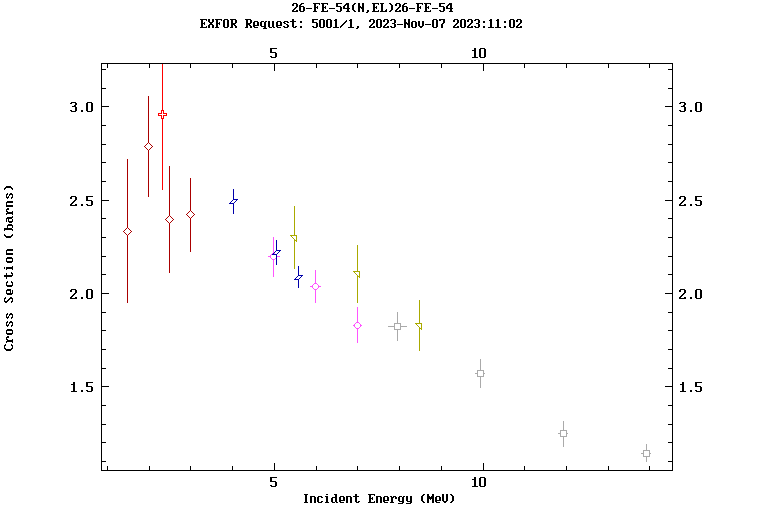 26-FE-54(N,EL)26-FE-54
EXFOR Request: 5001/1, 2023-Nov-07 2023:11:02
5 10
3.0 3.0
2.5 2.5
2.0 2.0
1.5 1.5
Cross Section (barns)
5 10
Incident Energy (MeV)